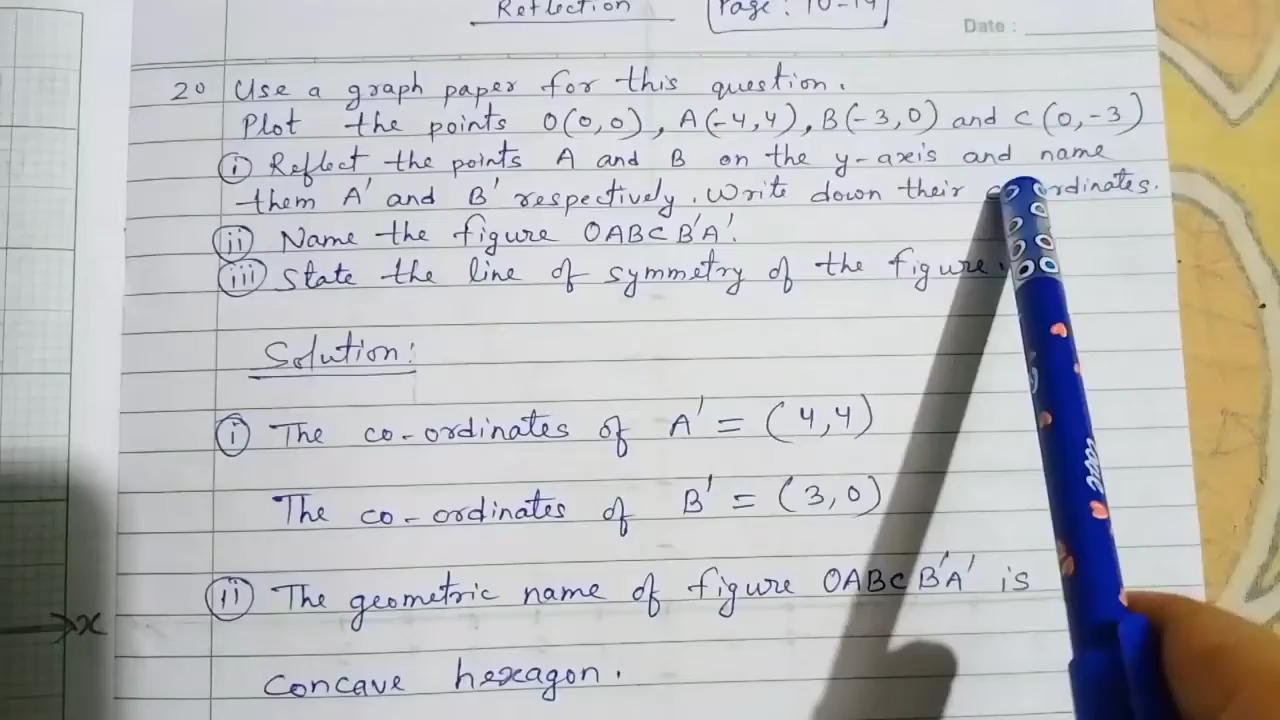 Reflection
Page: 10-14
Date:
20 Use a graph paper for this question.
Plot the points O(0,0), A(-4,4), B(-3,0) and C(0,-3)
(i) Reflect the points A and B on the y-axis and name
them A' and B' respectively. Write down their co ordinates.
(ii) Name the figure OABCB'A'.
(iii) State the line of symmetry of the figure.
Solution:
(i) The co-ordinates of A' = (4,4)
The co-ordinates of B' = (3,0)
(ii) The geometric name of figure OABCB'A' is
x
concave hexagon.